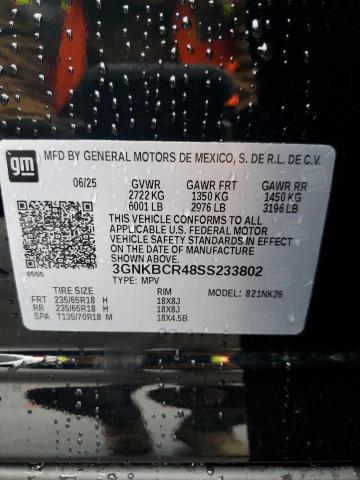 gm
MFD BY GENERAL MOTORS DE MEXICO, S. DE R.L. DE C.V.
06/25 GVWR GAWR FRT GAWR RR
2722 KG 1350 KG 1450 KG
6001 LB 2976 LB 3196 LB
THIS VEHICLE CONFORMS TO ALL
APPLICABLE U.S. FEDERAL MOTOR
VEHICLE SAFETY STANDARDS IN EFFECT ON
THE DATE OF MANUFACTURE SHOWN ABOVE.
3GNKBCR48SS233802
TYPE: MPV MODEL: 821NK26
TIRE SIZE RIM
FRT 235/65R18 H 18X8J
RR 235/65R18 H 18X8J
SPA T135/70R18 M 18X4.5B